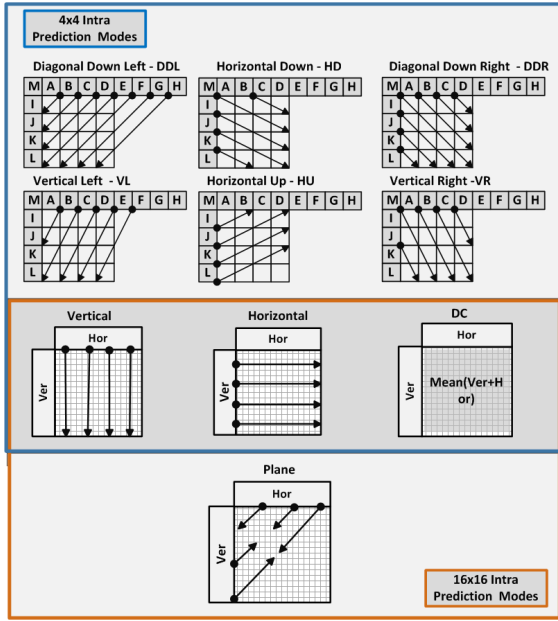 4x4 Intra
Prediction Modes
Diagonal Down Left - DDL
Horizontal Down - HD
Diagonal Down Right - DDR
M A B C D E F G H
I
J
K
L
M A B C D E F G H
I
J
K
L
M A B C D E F G H
I
J
K
L
Vertical Left - VL
Horizontal Up - HU
Vertical Right -VR
M A B C D E F G H
I
J
K
L
M A B C D E F G H
I
J
K
L
M A B C D E F G H
I
J
K
L
Vertical
Hor
Ver
Horizontal
Hor
Ver
DC
Hor
Ver
Mean(Ver+H
or)
Plane
Hor
Ver
16x16 Intra
Prediction Modes